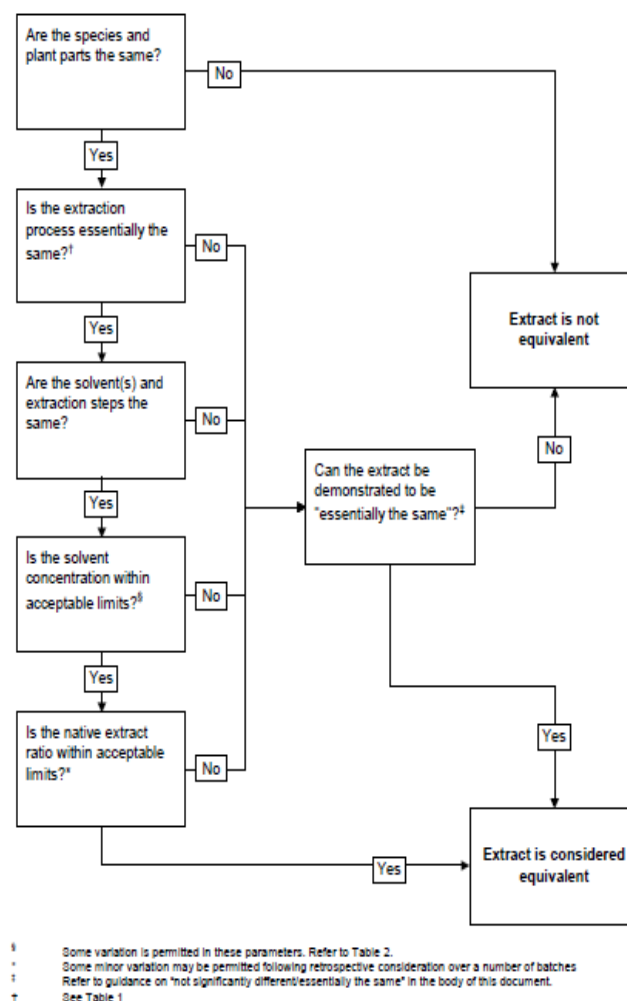 Are the species and
plant parts the same?
No
Yes
Is the extraction
process essentially the
same?†
No
Yes
Extract is not
equivalent
Are the solvent(s) and
extraction steps the
same?
No
No
Can the extract be
demonstrated to be
"essentially the same"?‡
Yes
Is the solvent
concentration within
acceptable limits?§
No
Yes
Is the native extract
ratio within acceptable
limits?*
No
Yes
Yes
Extract is considered
equivalent
§ Some variation is permitted in these parameters. Refer to Table 2.
* Some minor variation may be permitted following retrospective consideration over a number of batches
‡ Refer to guidance on "not significantly different/essentially the same" in the body of this document.
† See Table 1